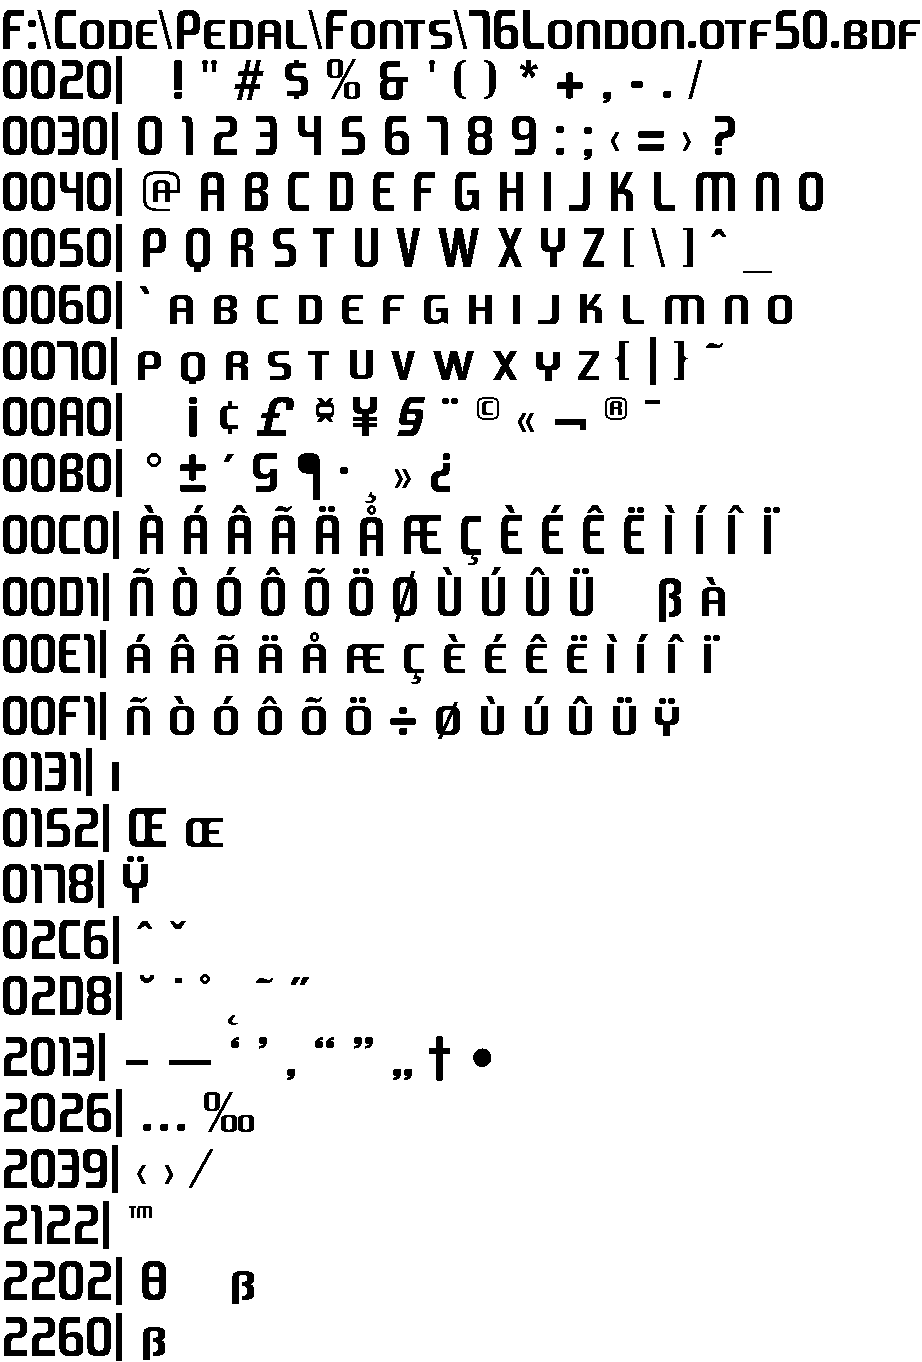 F:\Code\Pedal\Fonts\76London.otf50.bdf
0020| ! " # $ % & ' ( ) * + , - . /
0030| 0 1 2 3 4 5 6 7 8 9 : ; ‹ = › ?
0040| @ A B C D E F G H I J K L M N O
0050| P Q R S T U V W X Y Z [ \ ] ˆ _
0060| ` a b c d e f g h i j k l m n o
0070| p q r s t u v w x y z { | } ˜
00A0| ¡ ¢ £ ¤ ¥ § ¨ © « ¬ ® ¯
00B0| ° ± ´ ¶ · ¸ » ¿
00C0| À Á Â Ã Ä Å Æ Ç È É Ê Ë Ì Í Î Ï
00D1| Ñ Ò Ó Ô Õ Ö Ø Ù Ú Û Ü ß à
00E1| á â ã ä å æ ç è é ê ë ì í î ï
00F1| ñ ò ó ô õ ö ÷ ø ù ú û ü ÿ
0131| ı
0152| Œ œ
0178| Ÿ
02C6| ˆ ˇ
02D8| ˘ ˙ ˚ ˛ ˜ ˝
2013| – — ‘ ’ ‚ “ ” „ † •
2026| … ‰
2039| ‹ › ⁄
2122| ™
2202| θ ß
2260| ß